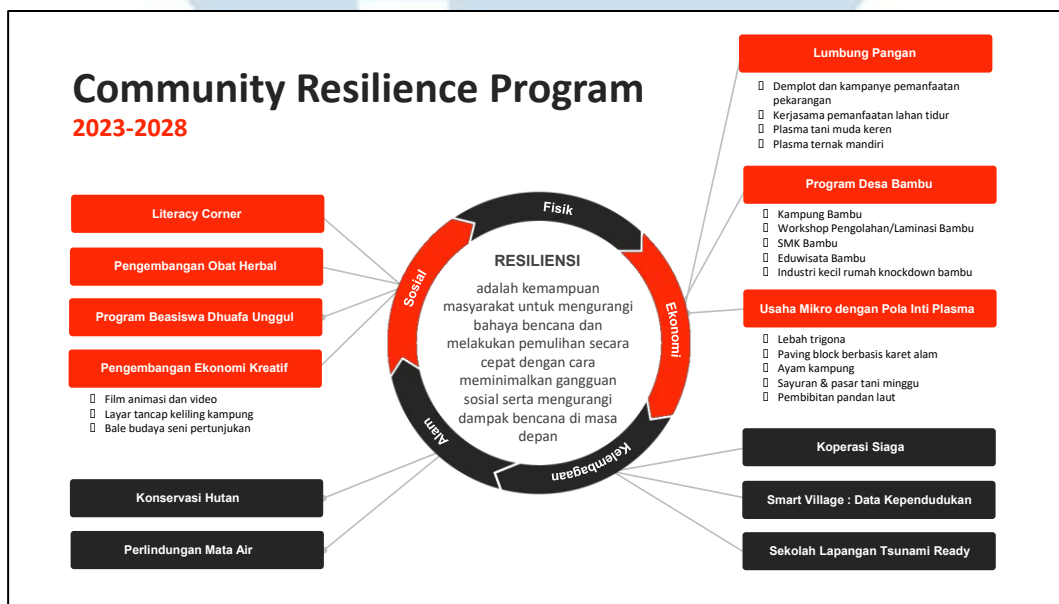 Community Resilience Program
2023-2028
Literacy Corner
Pengembangan Obat Herbal
Program Beasiswa Dhuafa Unggul
Pengembangan Ekonomi Kreatif
Film animasi dan video
Layar tancap keliling kampung
Bale budaya seni pertunjukan
Konservasi Hutan
Perlindungan Mata Air
Fisik
Ekonomi
Kelembagaan
Alam
Sosial
RESILIENSI
adalah kemampuan
masyarakat untuk mengurangi
bahaya bencana dan
melakukan pemulihan secara
cepat dengan cara
meminimalkan gangguan
sosial serta mengurangi
dampak bencana di masa
depan
Lumbung Pangan
Demplot dan kampanye pemanfaatan
pekarangan
Kerjasama pemanfaatan lahan tidur
Plasma tani muda keren
Plasma ternak mandiri
Program Desa Bambu
Kampung Bambu
Workshop Pengolahan/Laminasi Bambu
SMK Bambu
Eduwisata Bambu
Industri kecil rumah knockdown bambu
Usaha Mikro dengan Pola Inti Plasma
Lebah trigona
Paving block berbasis karet alam
Ayam kampung
Sayuran & pasar tani minggu
Pembibitan pandan laut
Koperasi Siaga
Smart Village : Data Kependudukan
Sekolah Lapangan Tsunami Ready